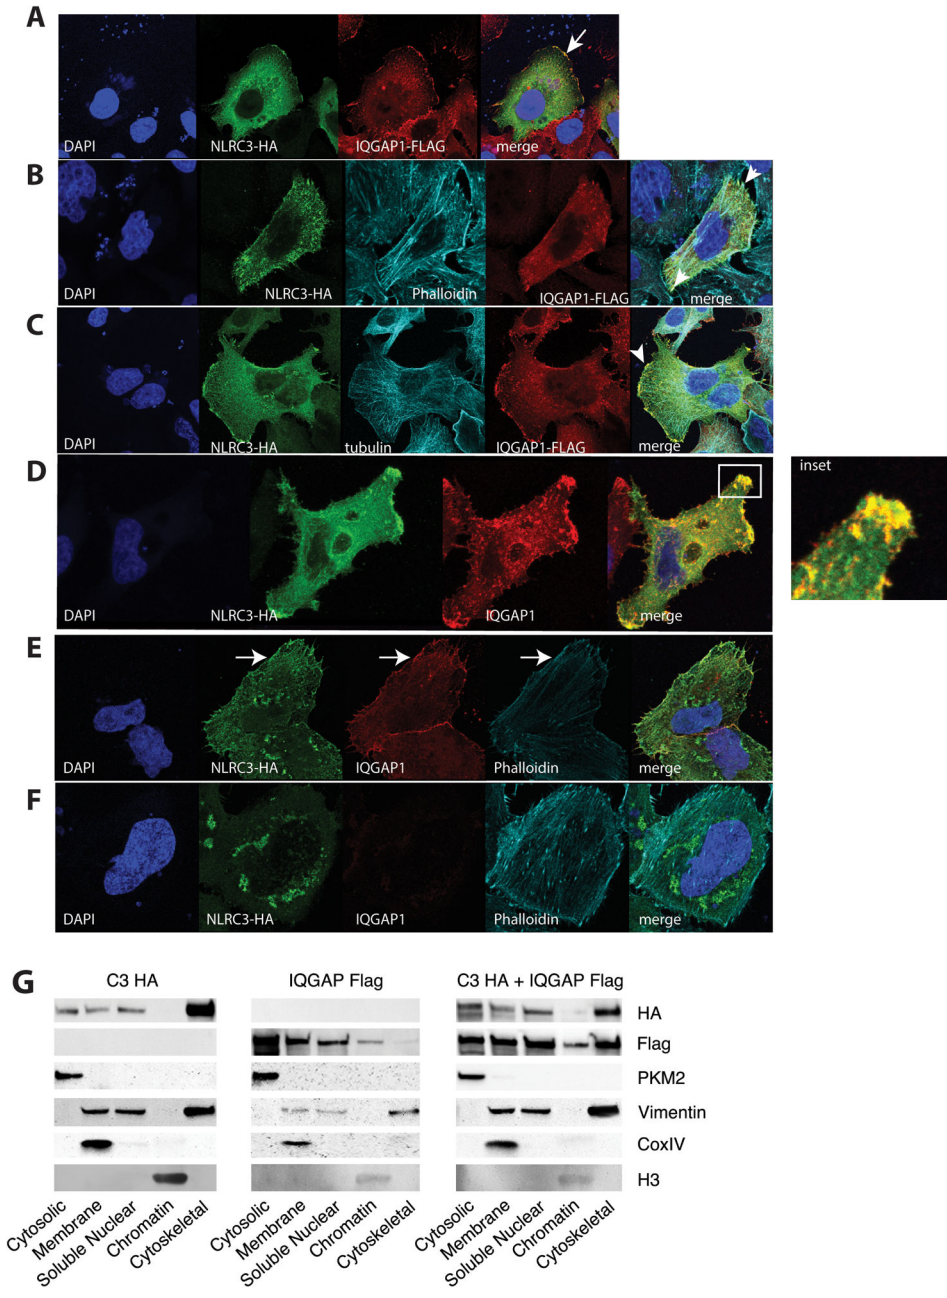 A
DAPI
NLRC3-HA
IQGAP1-FLAG
merge
B
DAPI
NLRC3-HA
Phalloidin
IQGAP1-FLAG
merge
C
DAPI
NLRC3-HA
tubulin
IQGAP1-FLAG
merge
D
DAPI
NLRC3-HA
IQGAP1
merge
inset
E
DAPI
NLRC3-HA
IQGAP1
Phalloidin
merge
F
DAPI
NLRC3-HA
IQGAP1
Phalloidin
merge
G
C3 HA
IQGAP Flag
C3 HA + IQGAP Flag
HA
Flag
PKM2
Vimentin
CoxIV
H3
Cytosolic
Membrane
Soluble Nuclear
Chromatin
Cytoskeletal
Cytosolic
Membrane
Soluble Nuclear
Chromatin
Cytoskeletal
Cytosolic
Membrane
Soluble Nuclear
Chromatin
Cytoskeletal